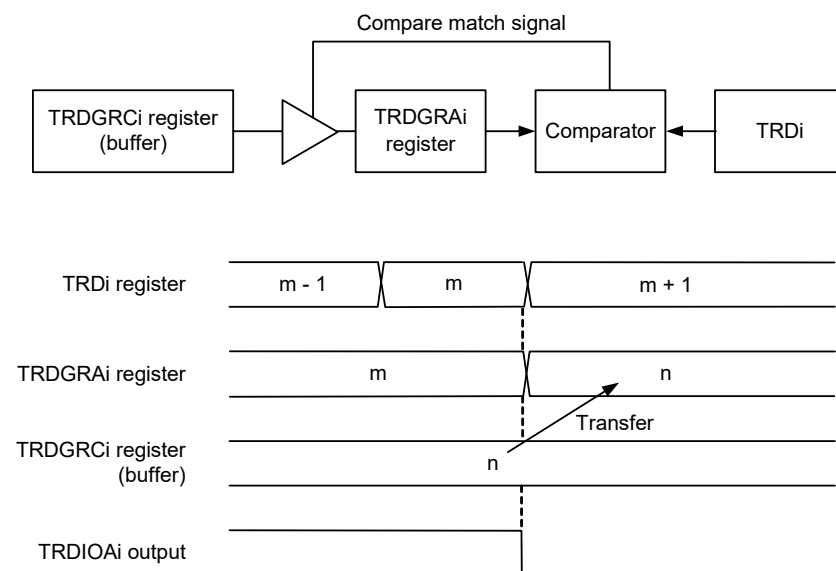 Compare match signal
TRDGRCi register
(buffer)
TRDGRAi
register
Comparator
TRDi
TRDi register
m - 1
m
m + 1
TRDGRAi register
m
n
Transfer
TRDGRCi register
(buffer)
n
TRDIOAi output